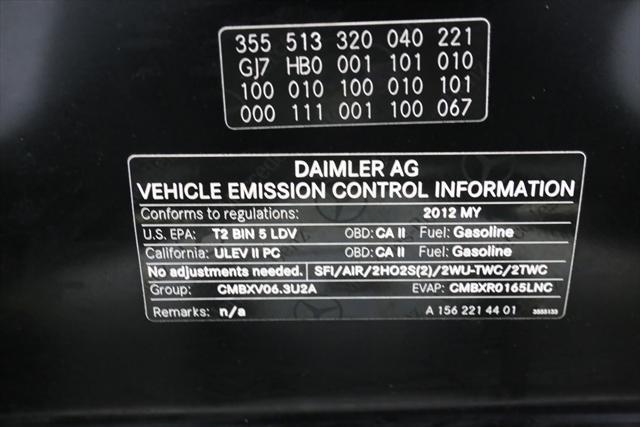 355 513 320 040 221
GJ7 HB0 001 101 010
100 010 100 010 101
000 111 001 100 067
DAIMLER AG
VEHICLE EMISSION CONTROL INFORMATION
Conforms to regulations: 2012 MY
U.S. EPA: T2 BIN 5 LDV OBD: CA II Fuel: Gasoline
California: ULEV II PC OBD: CA II Fuel: Gasoline
No adjustments needed. SFI/AIR/2HO2S(2)/2WU-TWC/2TWC
Group: CMBXV06.3U2A EVAP: CMBXR0165LNC
Remarks: n/a A 156 221 44 01